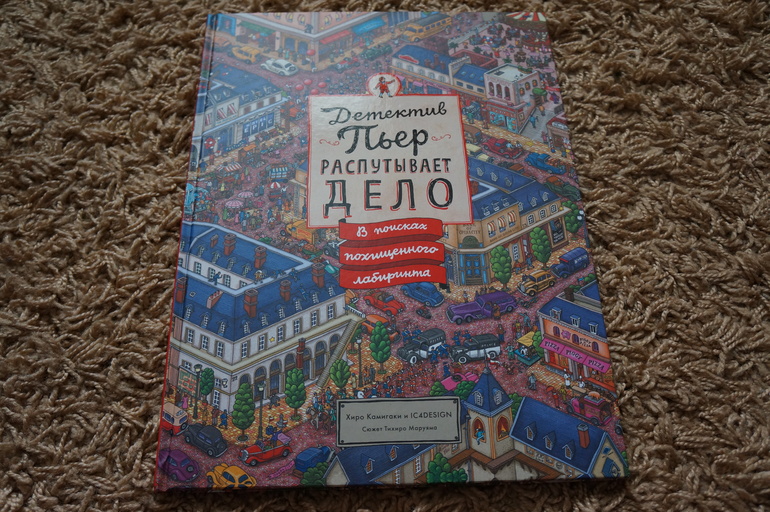 Детектив
Пьер
распутывает
дело
В поисках
похищенного
лабиринта
Хиро Камигаки и IC4DESIGN
Сюжет Тихиро Маруяма